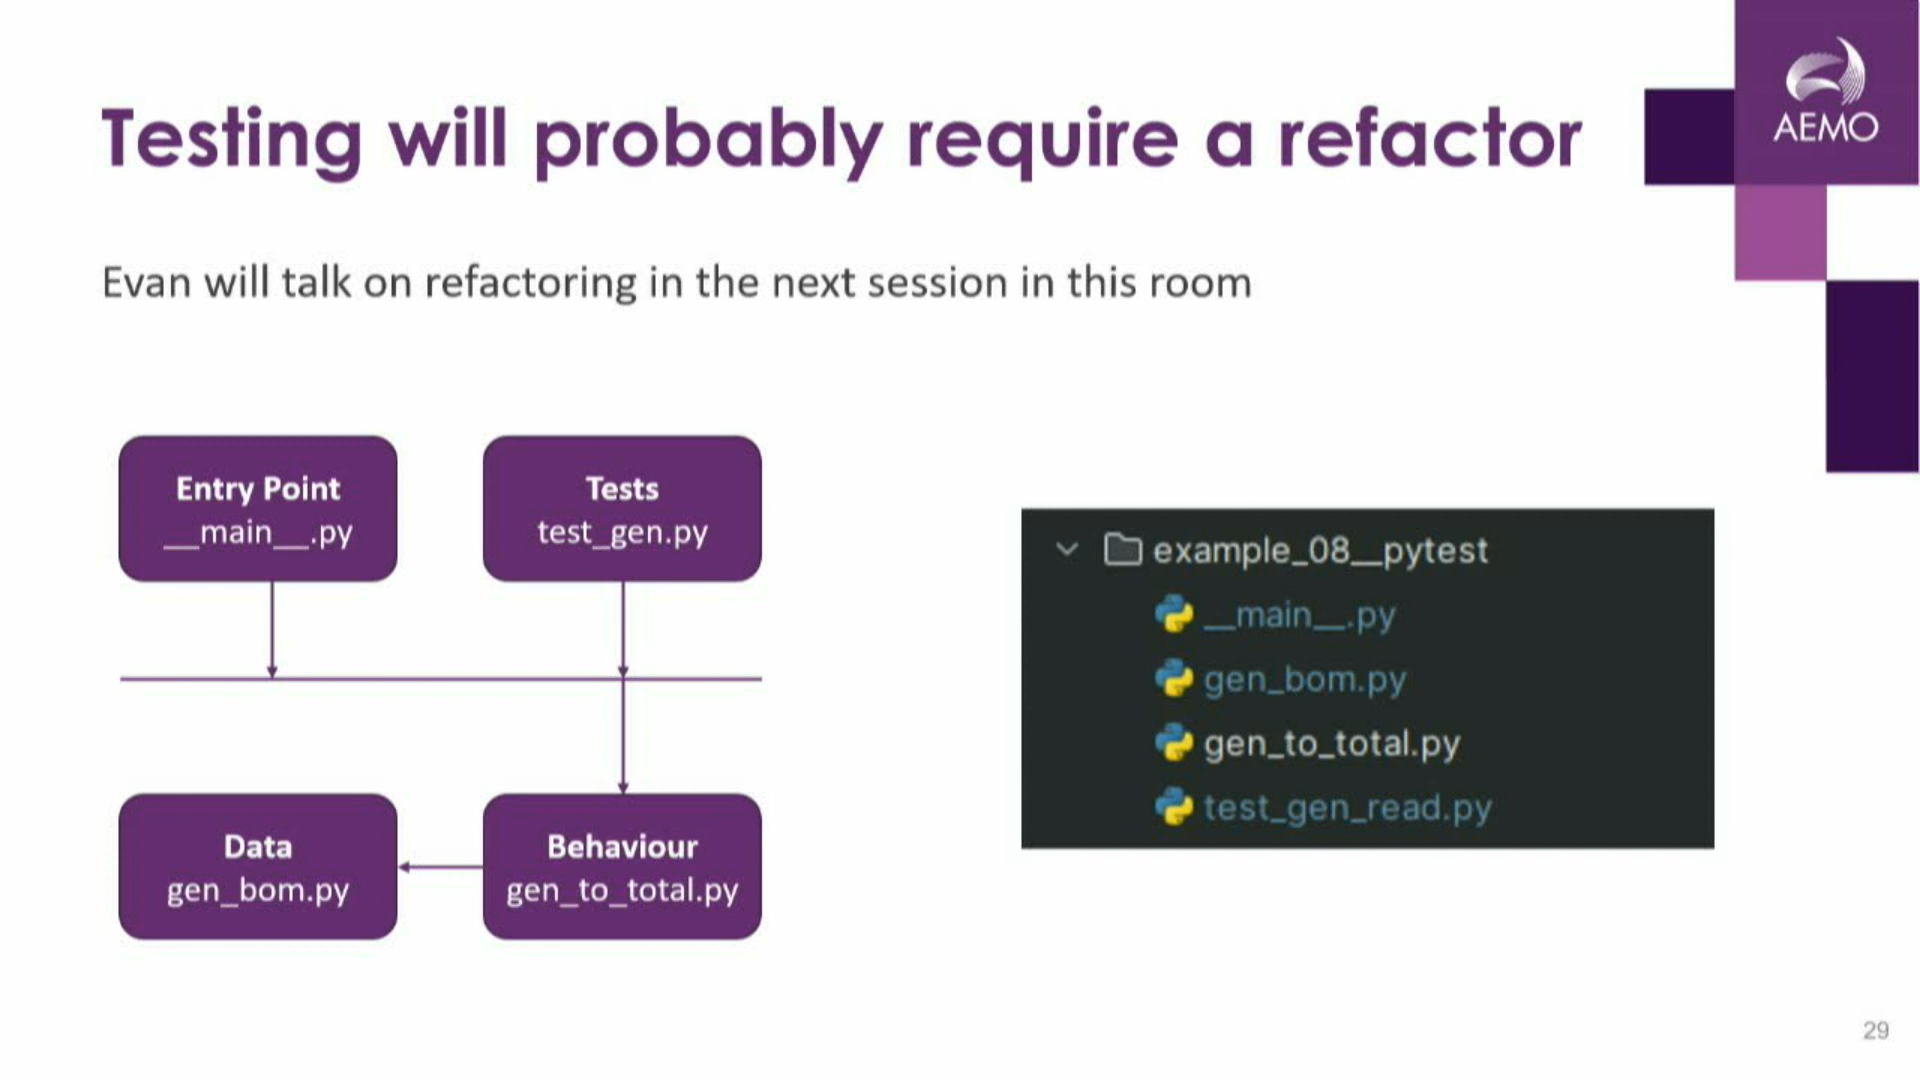 AEMO
Testing will probably require a refactor
Evan will talk on refactoring in the next session in this room
Entry Point
__main__.py
Tests
test_gen.py
Data
gen_bom.py
Behaviour
gen_to_total.py
example_08__pytest
__main__.py
gen_bom.py
gen_to_total.py
test_gen_read.py
29